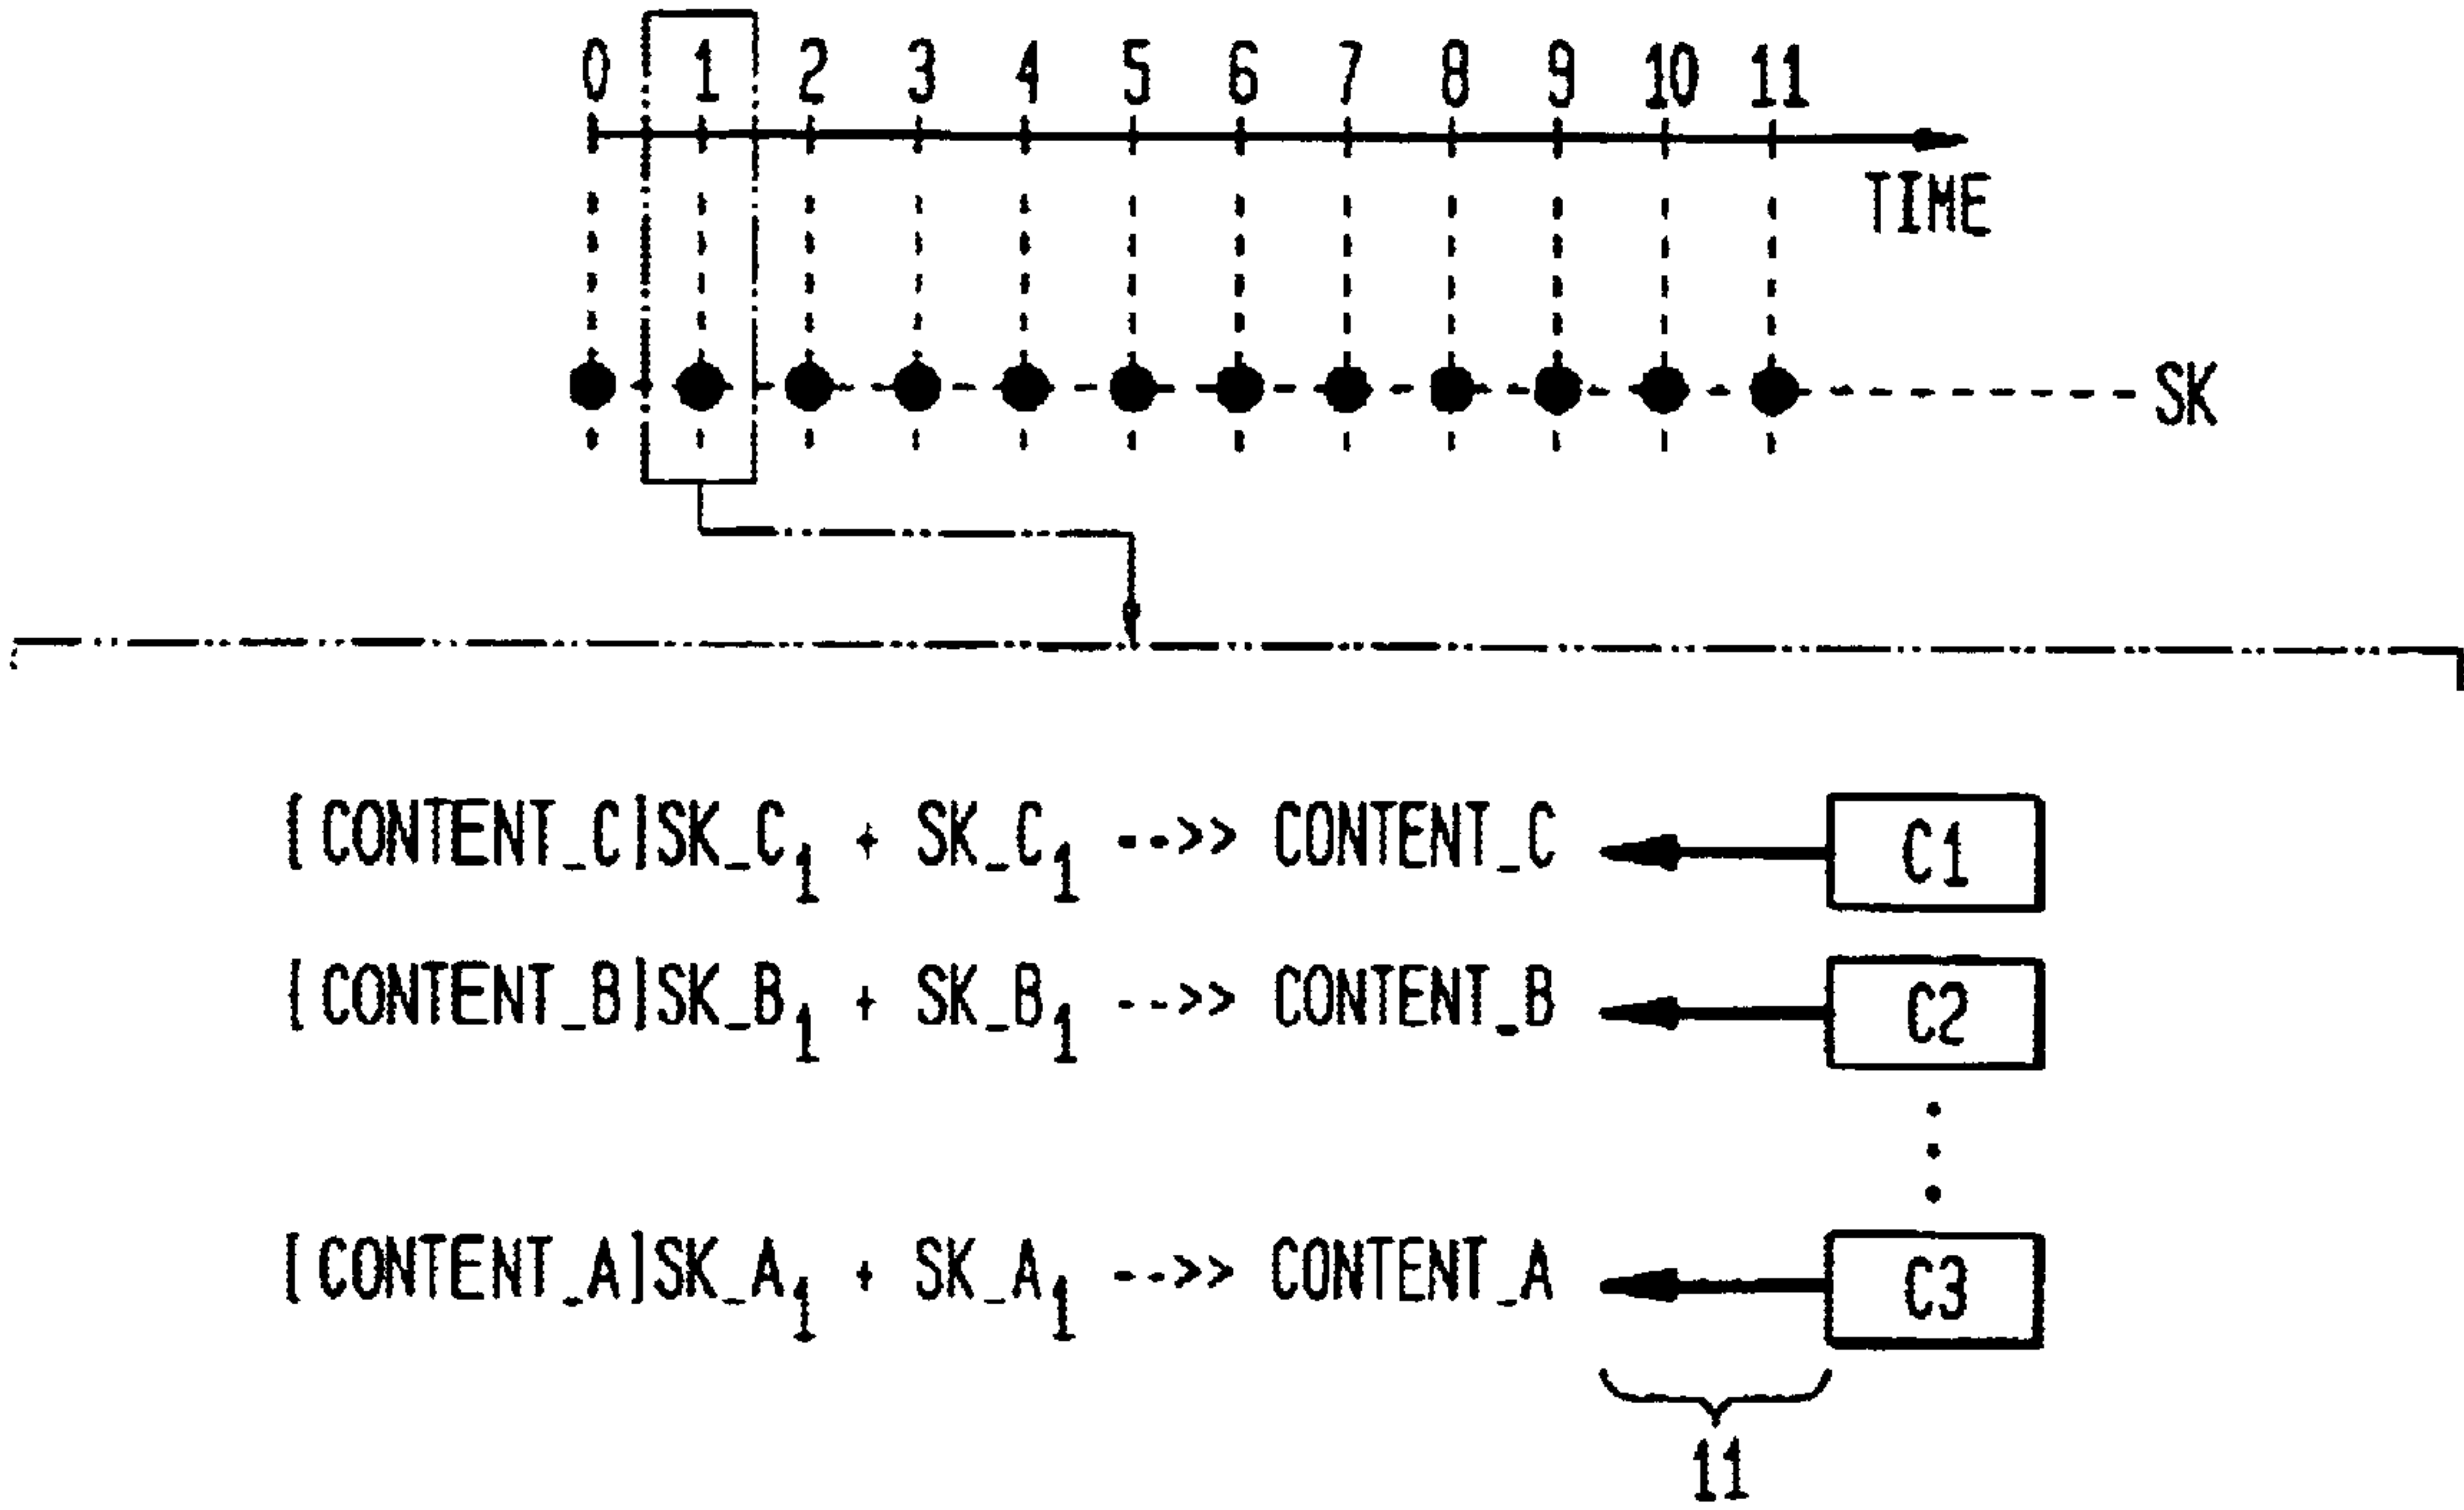 0 1 2 3 4 5 6 7 8 9 10 11
TIME
SK
[CONTENT_C]SK_C₁ + SK_C₁ -->> CONTENT_C C1
[CONTENT_B]SK_B₁ + SK_B₁ -->> CONTENT_B C2
[CONTENT_A]SK_A₁ + SK_A₁ -->> CONTENT_A C3
11